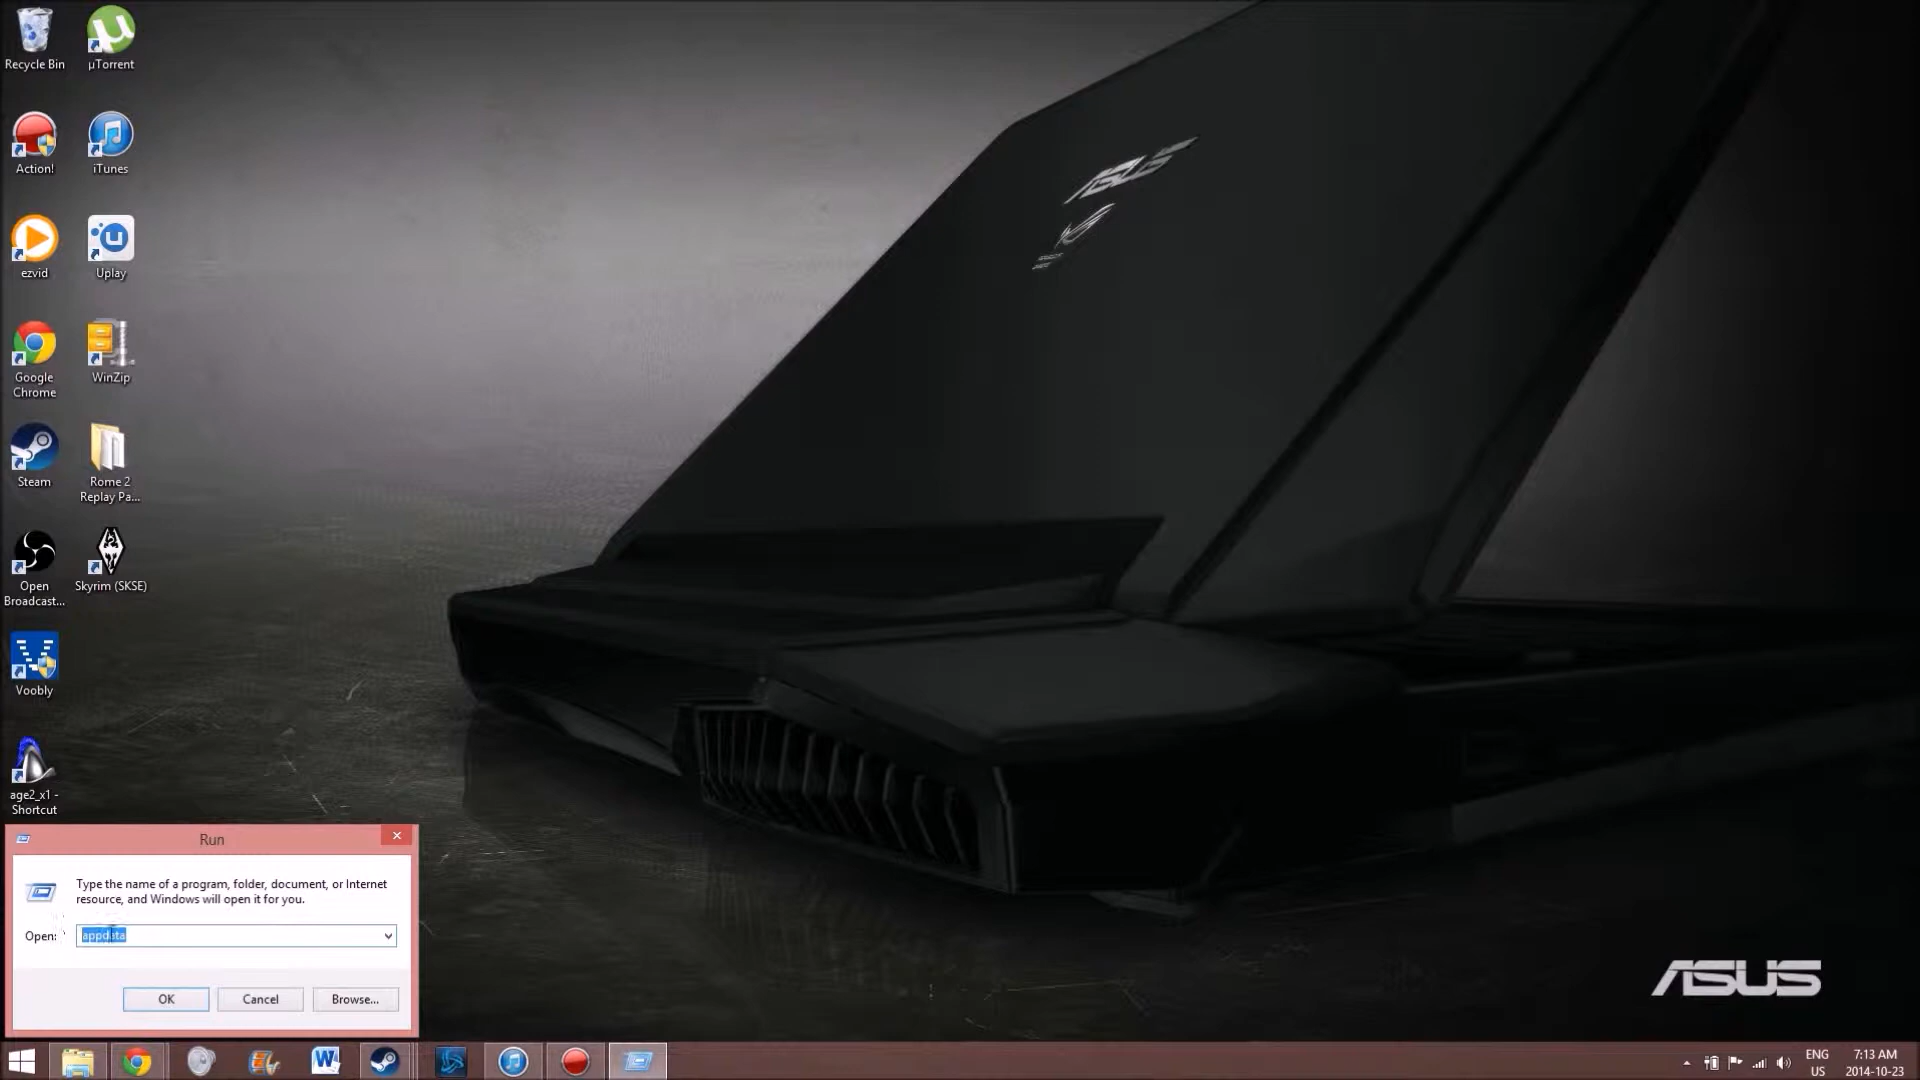 Recycle Bin
µTorrent
Action!
iTunes
ezvid
Uplay
Google
Chrome
WinZip
Steam
Rome 2
Replay Pa...
Open
Broadcast...
Skyrim (SKSE)
Voobly
age2_x1 -
Shortcut
ASUS
Run
Type the name of a program, folder, document, or Internet
resource, and Windows will open it for you.
Open:
appdata
OK
Cancel
Browse...
ASUS
ENG
US
7:13 AM
2014-10-23